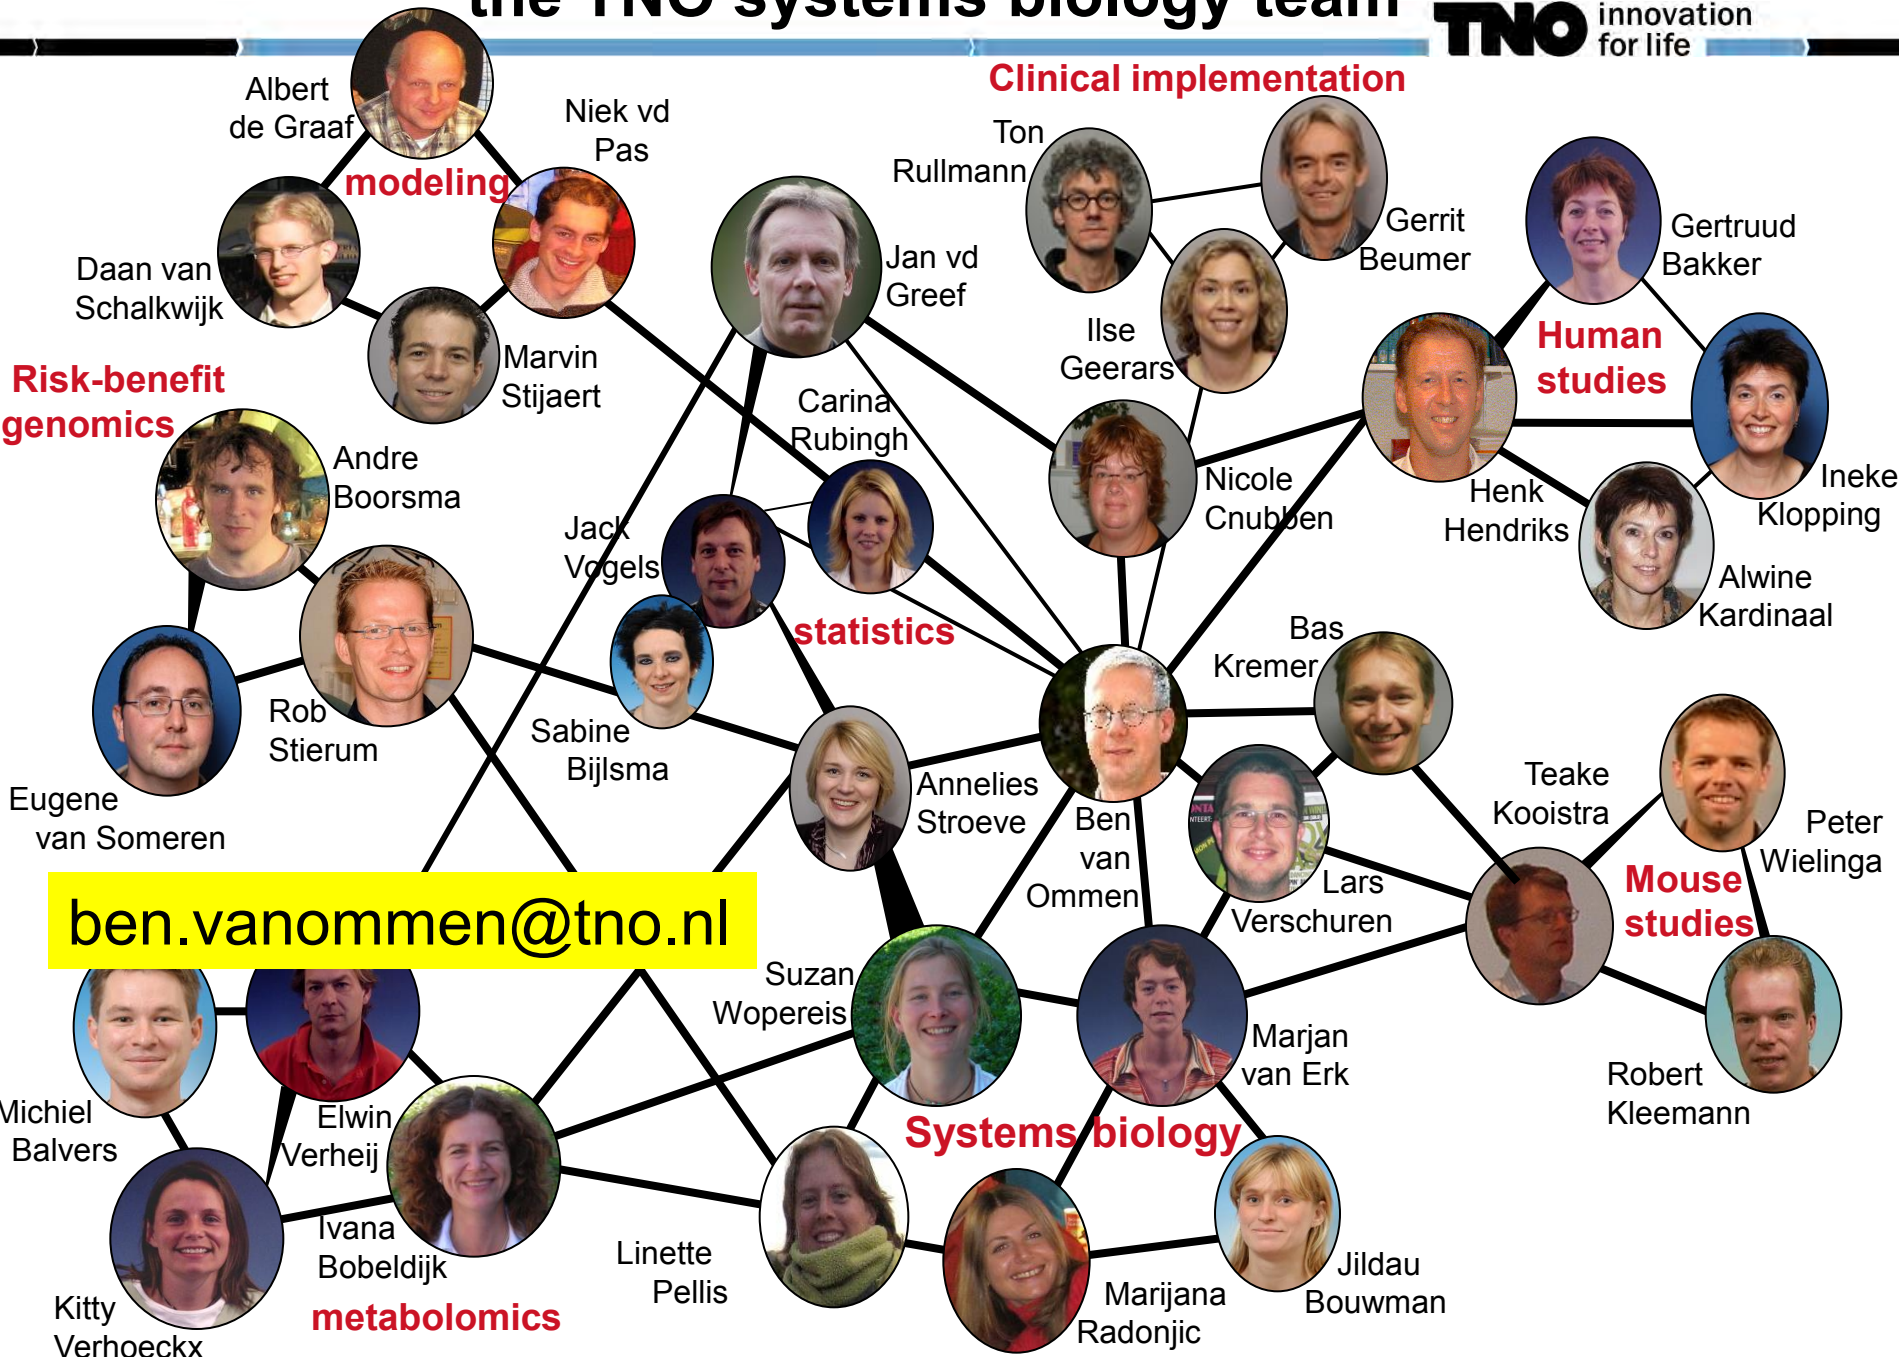 the TNO systems biology team
TNO innovation
for life
Clinical implementation
Albert
de Graaf
Niek vd
Pas
modeling
Ton
Rullmann
Gerrit
Beumer
Gertruud
Bakker
Daan van
Schalkwijk
Jan vd
Greef
Ilse
Geerars
Human
studies
Marvin
Stijaert
Risk-benefit
genomics
Carina
Rubingh
Andre
Boorsma
Nicole
Cnubben
Henk
Hendriks
Ineke
Klopping
Jack
Vogels
Alwine
Kardinaal
statistics
Bas
Kremer
Rob
Stierum
Sabine
Bijlsma
Eugene
van Someren
Annelies
Stroeve
Ben
van
Ommen
Teake
Kooistra
Peter
Wielinga
Lars
Verschuren
Mouse
studies
ben.vanommen@tno.nl
Suzan
Wopereis
Marjan
van Erk
Robert
Kleemann
Michiel
Balvers
Elwin
Verheij
Systems biology
Ivana
Bobeldijk
Linette
Pellis
Jildau
Bouwman
Marijana
Radonjic
Kitty
Verhoeckx
metabolomics